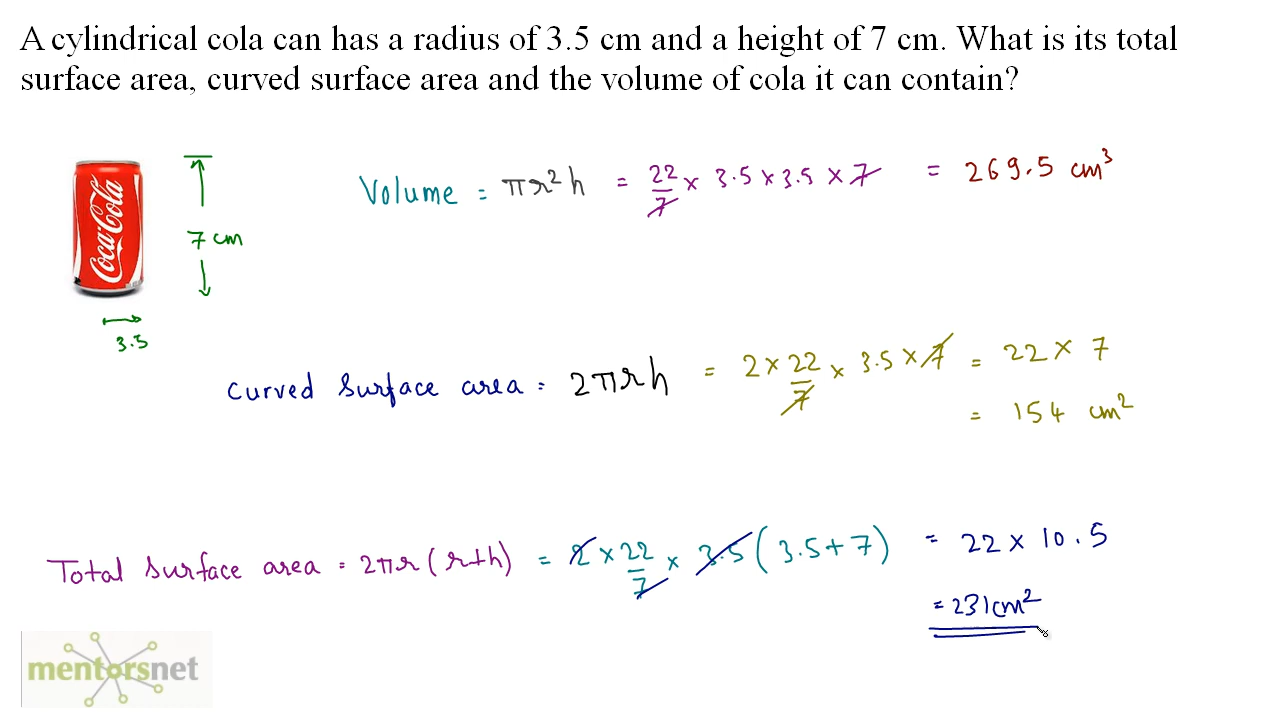 A cylindrical cola can has a radius of 3.5 cm and a height of 7 cm. What is its total
surface area, curved surface area and the volume of cola it can contain?
Coca-Cola
7 cm
3.5
Volume = πr²h = 22/7 × 3.5 × 3.5 × 7 = 269.5 cm³
Curved Surface area = 2πrh = 2 × 22/7 × 3.5 × 7 = 22 × 7
= 154 cm²
Total Surface area = 2πr (r+h) = 2 × 22/7 × 3.5 (3.5+7) = 22 × 10.5
= 231 cm²
mentorsnet